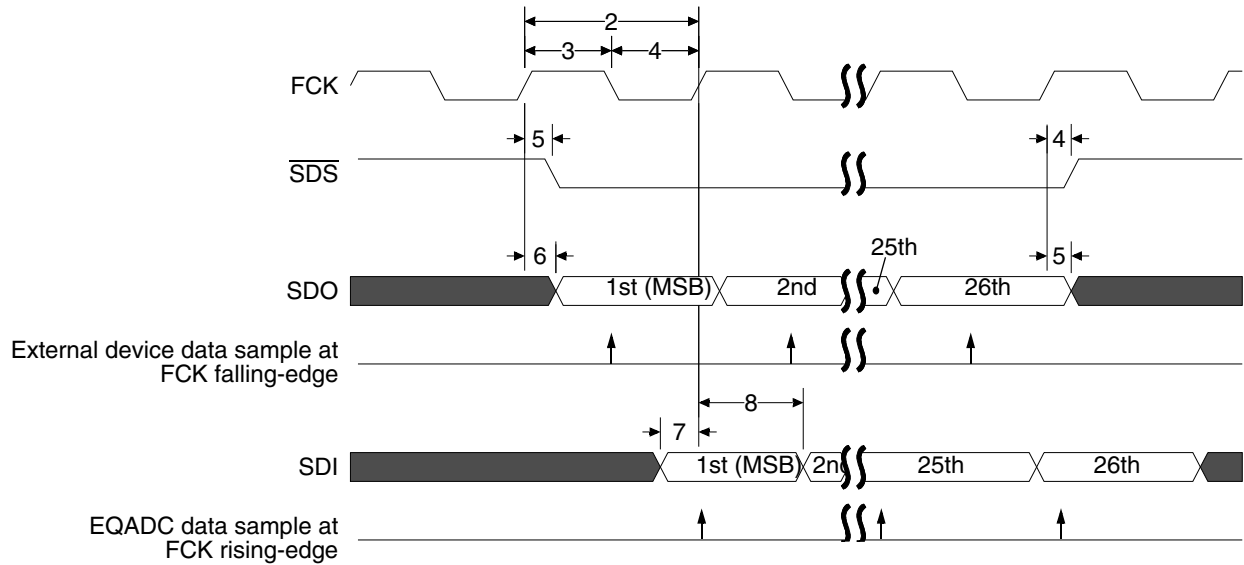 2
3 4
FCK
5 4
SDS
25th
6 5
SDO 1st (MSB) 2nd 26th
External device data sample at
FCK falling-edge
8
7
SDI 1st (MSB) 2nd 25th 26th
EQADC data sample at
FCK rising-edge